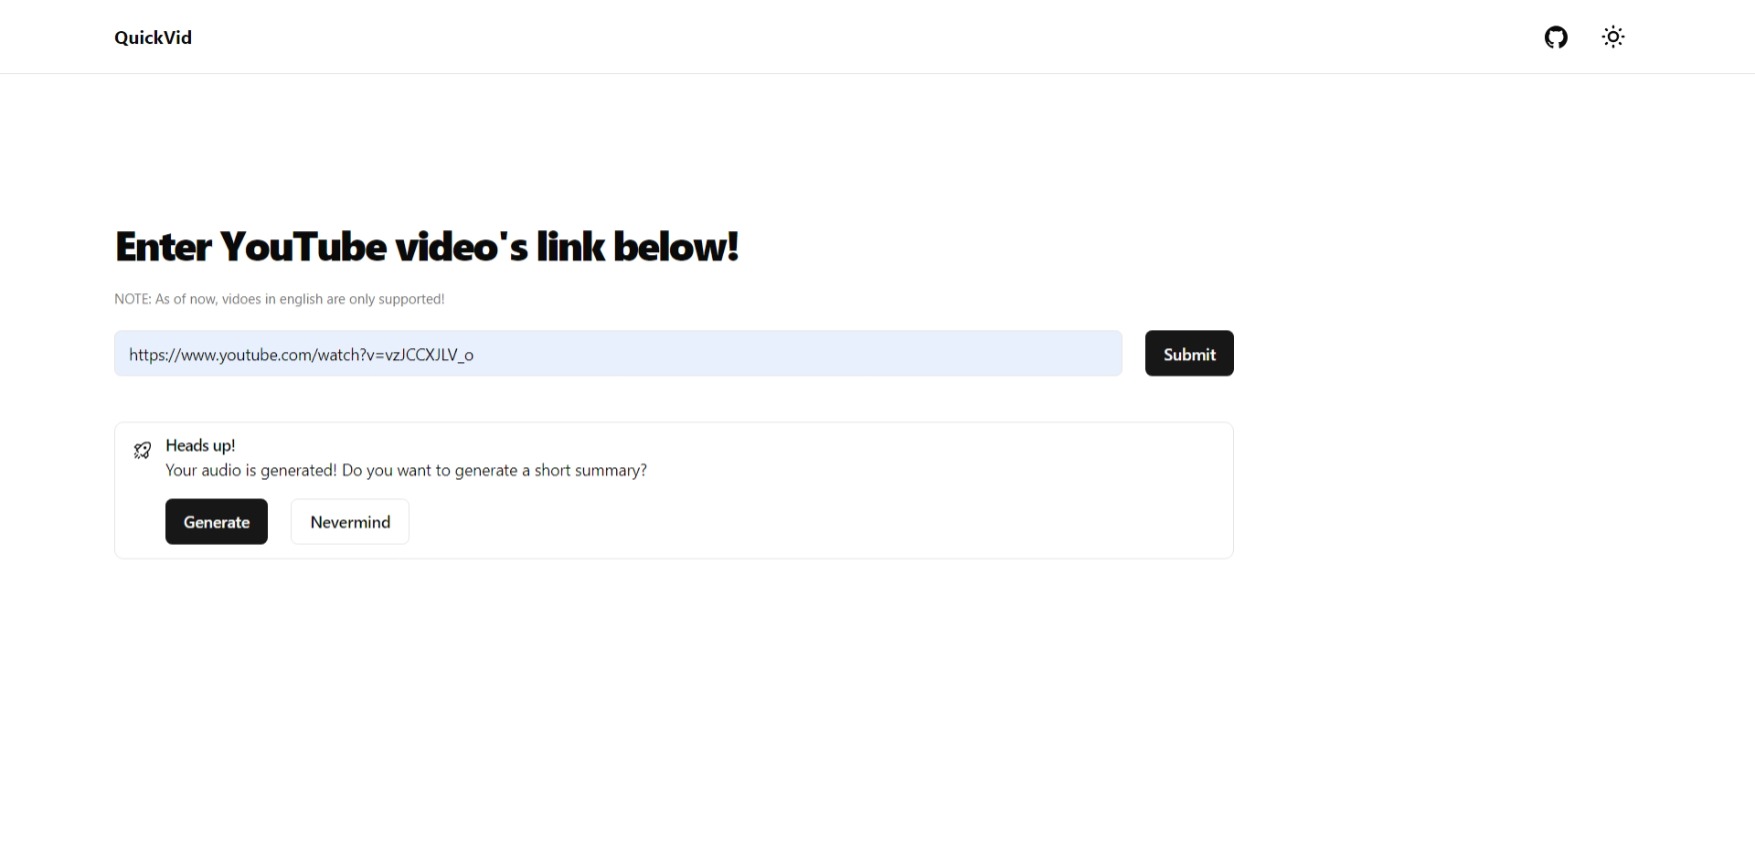 QuickVid
Enter YouTube video's link below!
NOTE: As of now, vidoes in english are only supported!
https://www.youtube.com/watch?v=vzJCCXJLV_o
Submit
Heads up!
Your audio is generated! Do you want to generate a short summary?
Generate
Nevermind